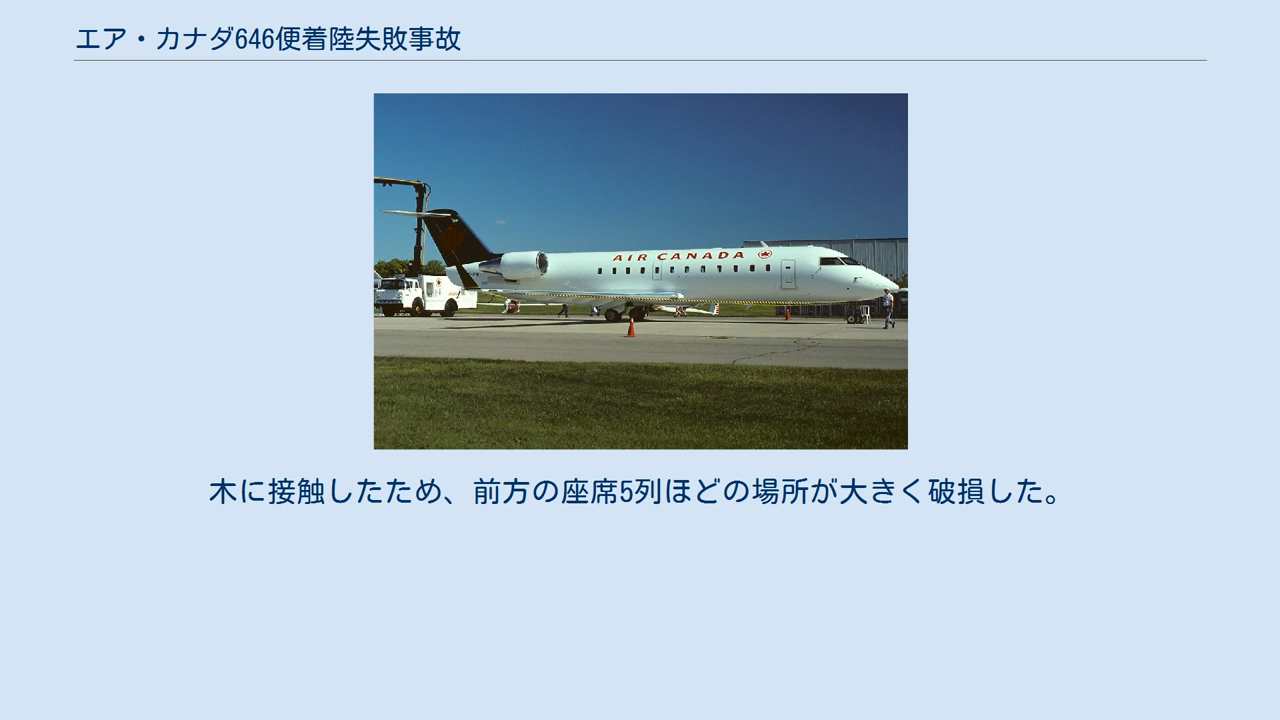 エア・カナダ646便着陸失敗事故
AIR CANADA
木に接触したため、前方の座席5列ほどの場所が大きく破損した。